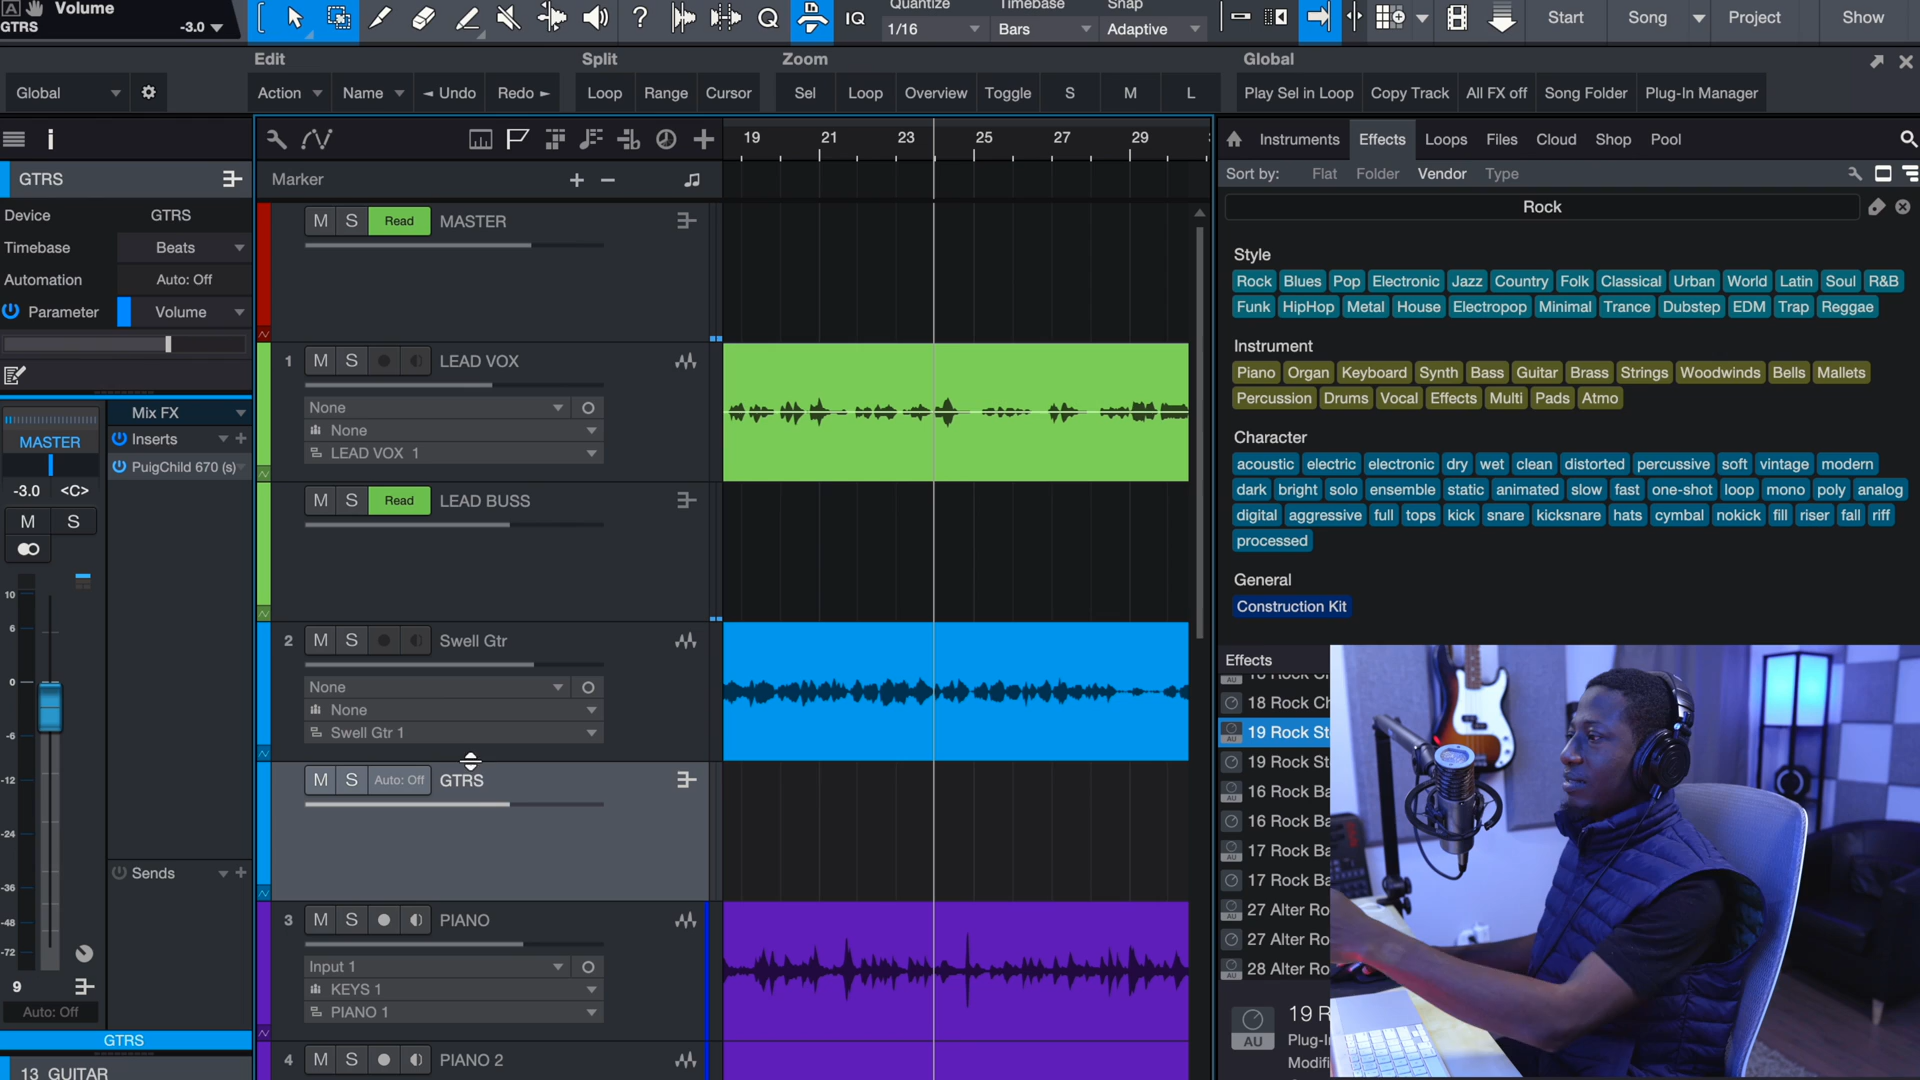 Volume
GTRS
-3.0
IQ
Quantize
1/16
Timebase
Bars
Snap
Adaptive
Start
Song
Project
Show
Edit
Split
Zoom
Global
Global
Action
Name
Undo
Redo
Loop
Range
Cursor
Sel
Loop
Overview
Toggle
S
M
L
Play Sel in Loop
Copy Track
All FX off
Song Folder
Plug-In Manager
GTRS
Device
GTRS
Timebase
Beats
Automation
Auto: Off
Parameter
Volume
Mix FX
MASTER
Inserts
PuigChild 670 (s)
-3.0
<C>
M
S
10
6
0
-6
-12
-24
-36
-48
-72
Sends
9
Auto: Off
GTRS
13 GUITAR
19
21
23
25
27
29
Marker
M
S
Read
MASTER
1
M
S
LEAD VOX
None
None
LEAD VOX 1
M
S
Read
LEAD BUSS
2
M
S
Swell Gtr
None
None
Swell Gtr 1
M
S
Auto: Off
GTRS
3
M
S
PIANO
Input 1
KEYS 1
PIANO 1
4
M
S
PIANO 2
Instruments
Effects
Loops
Files
Cloud
Shop
Pool
Sort by:
Flat
Folder
Vendor
Type
Rock
Style
Rock Blues Pop Electronic Jazz Country Folk Classical Urban World Latin Soul R&B
Funk HipHop Metal House Electropop Minimal Trance Dubstep EDM Trap Reggae
Instrument
Piano Organ Keyboard Synth Bass Guitar Brass Strings Woodwinds Bells Mallets
Percussion Drums Vocal Effects Multi Pads Atmo
Character
acoustic electric electronic dry wet clean distorted percussive soft vintage modern
dark bright solo ensemble static animated slow fast one-shot loop mono poly analog
digital aggressive full tops kick snare kicksnare hats cymbal nokick fill riser fall riff
processed
General
Construction Kit
Effects
18 Rock Ch
19 Rock St
19 Rock St
16 Rock Ba
16 Rock Ba
17 Rock Ba
17 Rock Ba
27 Alter Ro
27 Alter Ro
28 Alter Ro
19 R
AU
Plug-I
Modifi